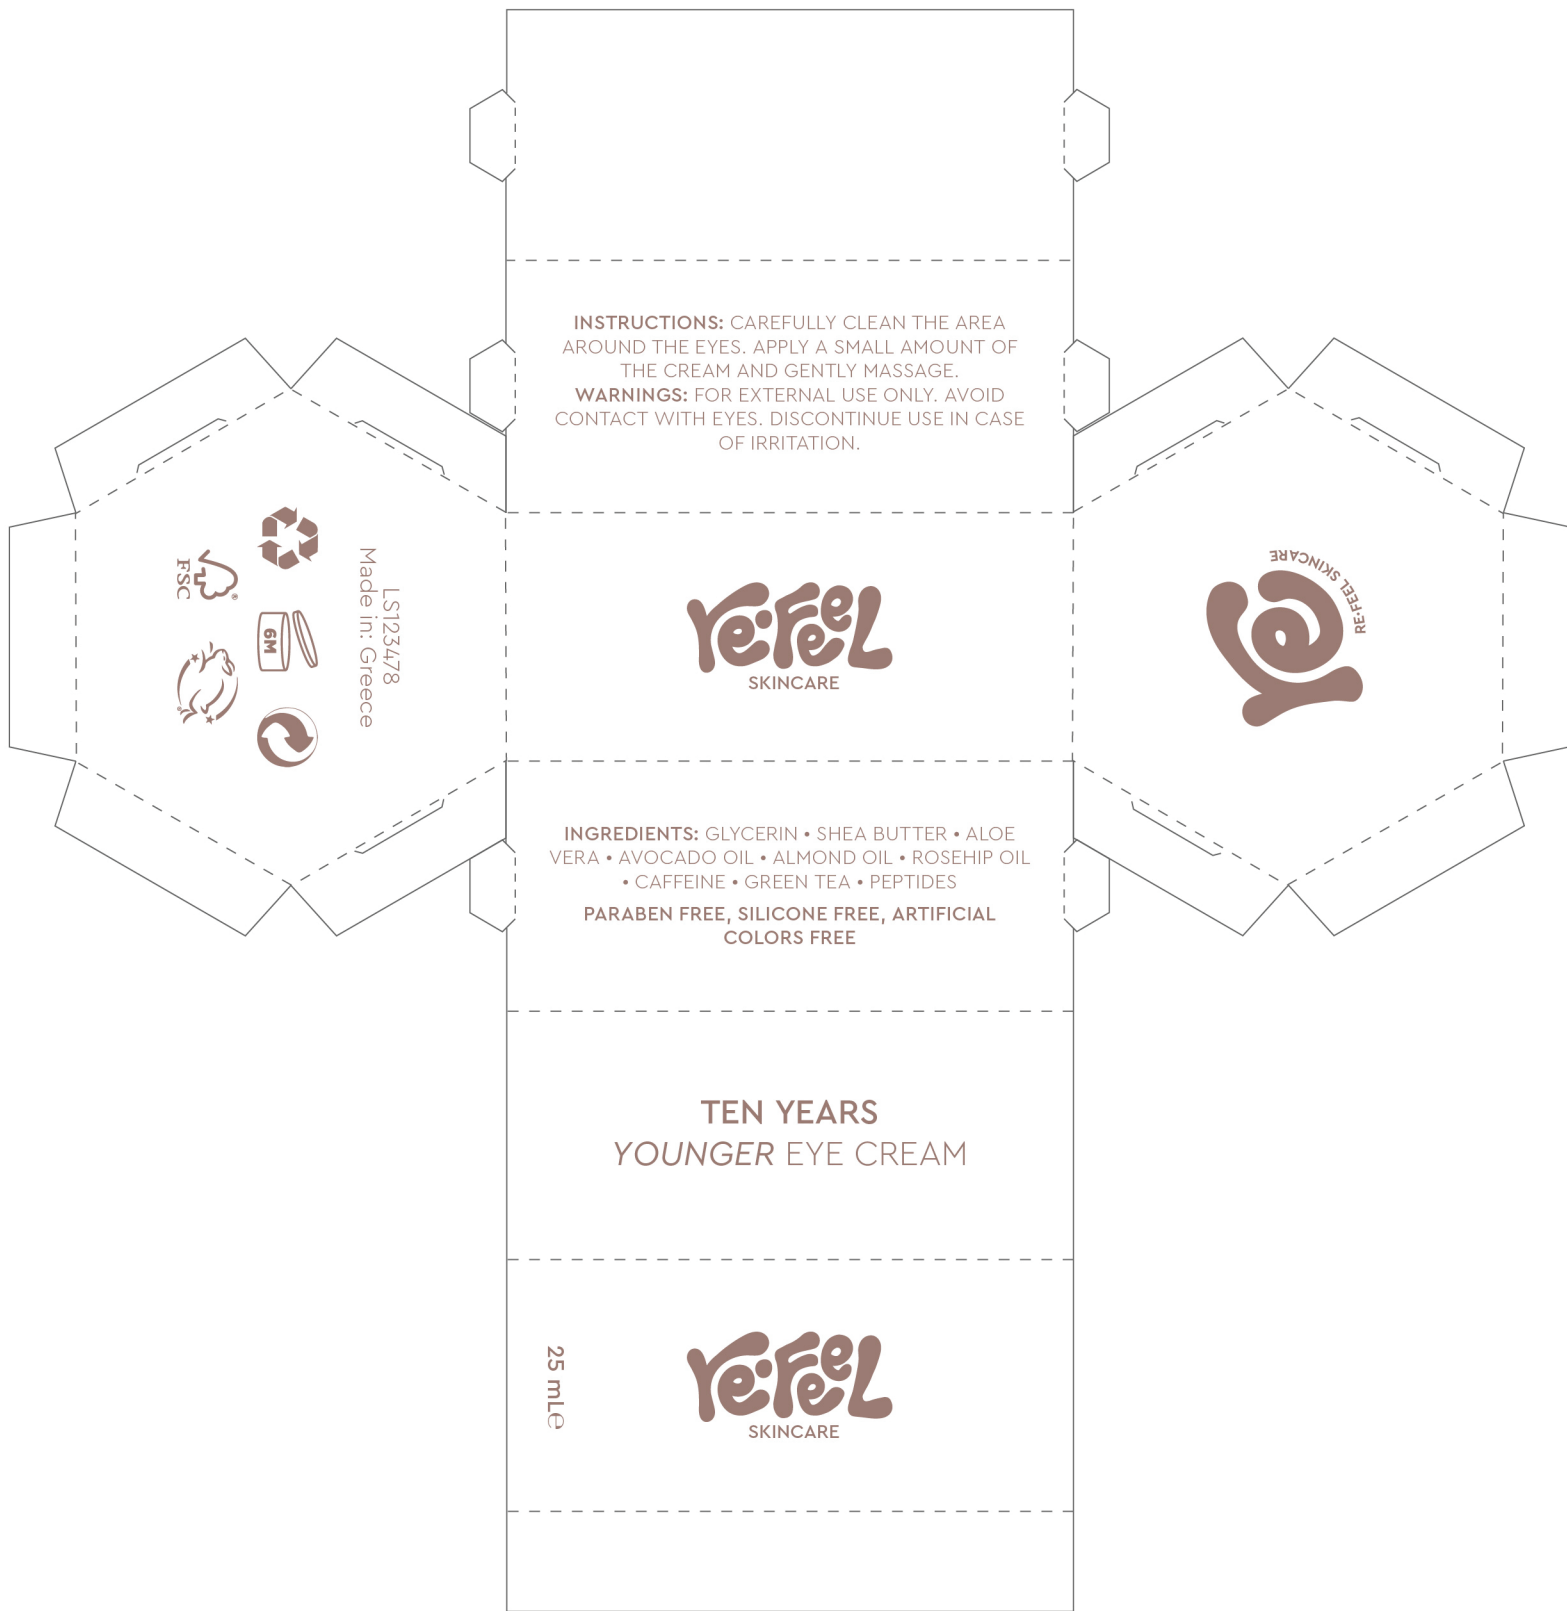 INSTRUCTIONS: CAREFULLY CLEAN THE AREA
AROUND THE EYES. APPLY A SMALL AMOUNT OF
THE CREAM AND GENTLY MASSAGE.
WARNINGS: FOR EXTERNAL USE ONLY. AVOID
CONTACT WITH EYES. DISCONTINUE USE IN CASE
OF IRRITATION.
LS123478
Made in: Greece
6M
FSC
®
re:Feel
SKINCARE
RE•FEEL SKINCARE
re
INGREDIENTS: GLYCERIN • SHEA BUTTER • ALOE
VERA • AVOCADO OIL • ALMOND OIL • ROSEHIP OIL
• CAFFEINE • GREEN TEA • PEPTIDES
PARABEN FREE, SILICONE FREE, ARTIFICIAL
COLORS FREE
TEN YEARS
YOUNGER EYE CREAM
25 mL℮
re:Feel
SKINCARE